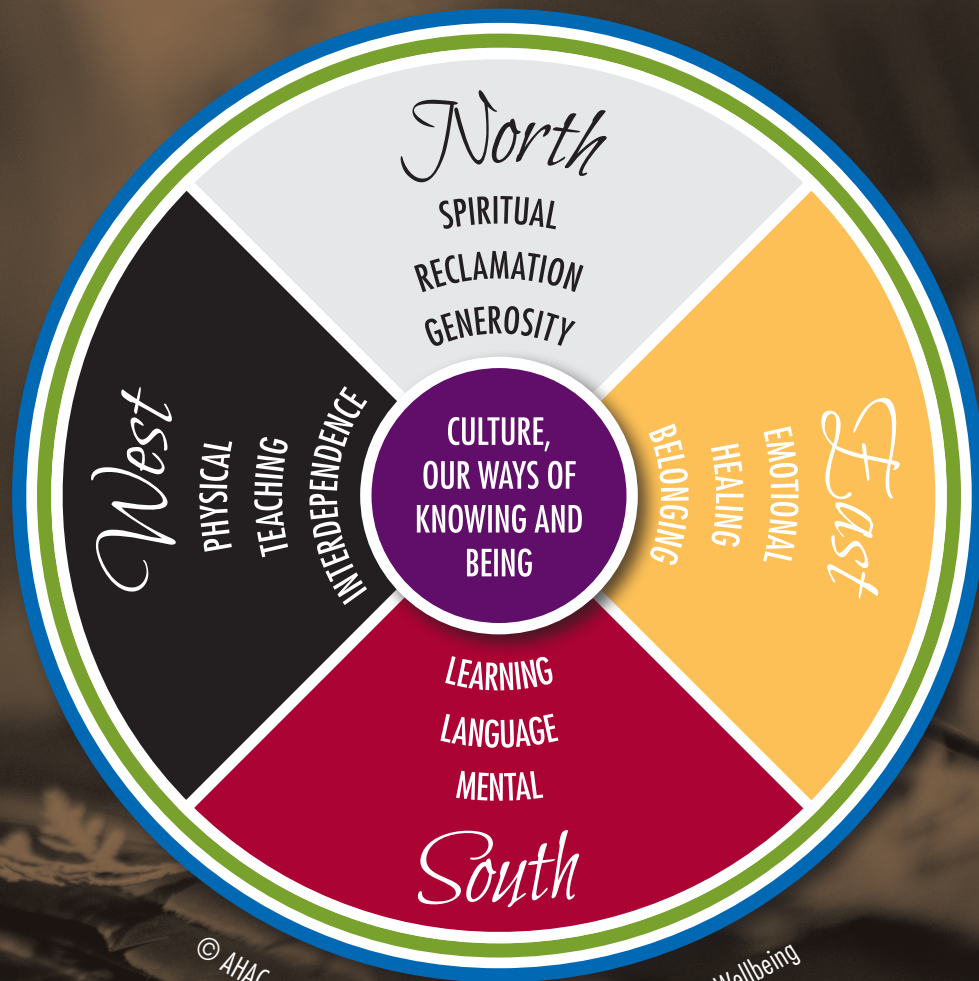 North
SPIRITUAL
RECLAMATION
GENEROSITY
East
EMOTIONAL
HEALING
BELONGING
LEARNING
LANGUAGE
MENTAL
South
West
PHYSICAL
TEACHING
INTERDEPENDENCE
CULTURE,
OUR WAYS OF
KNOWING AND
BEING
© AHAC
Wellbeing